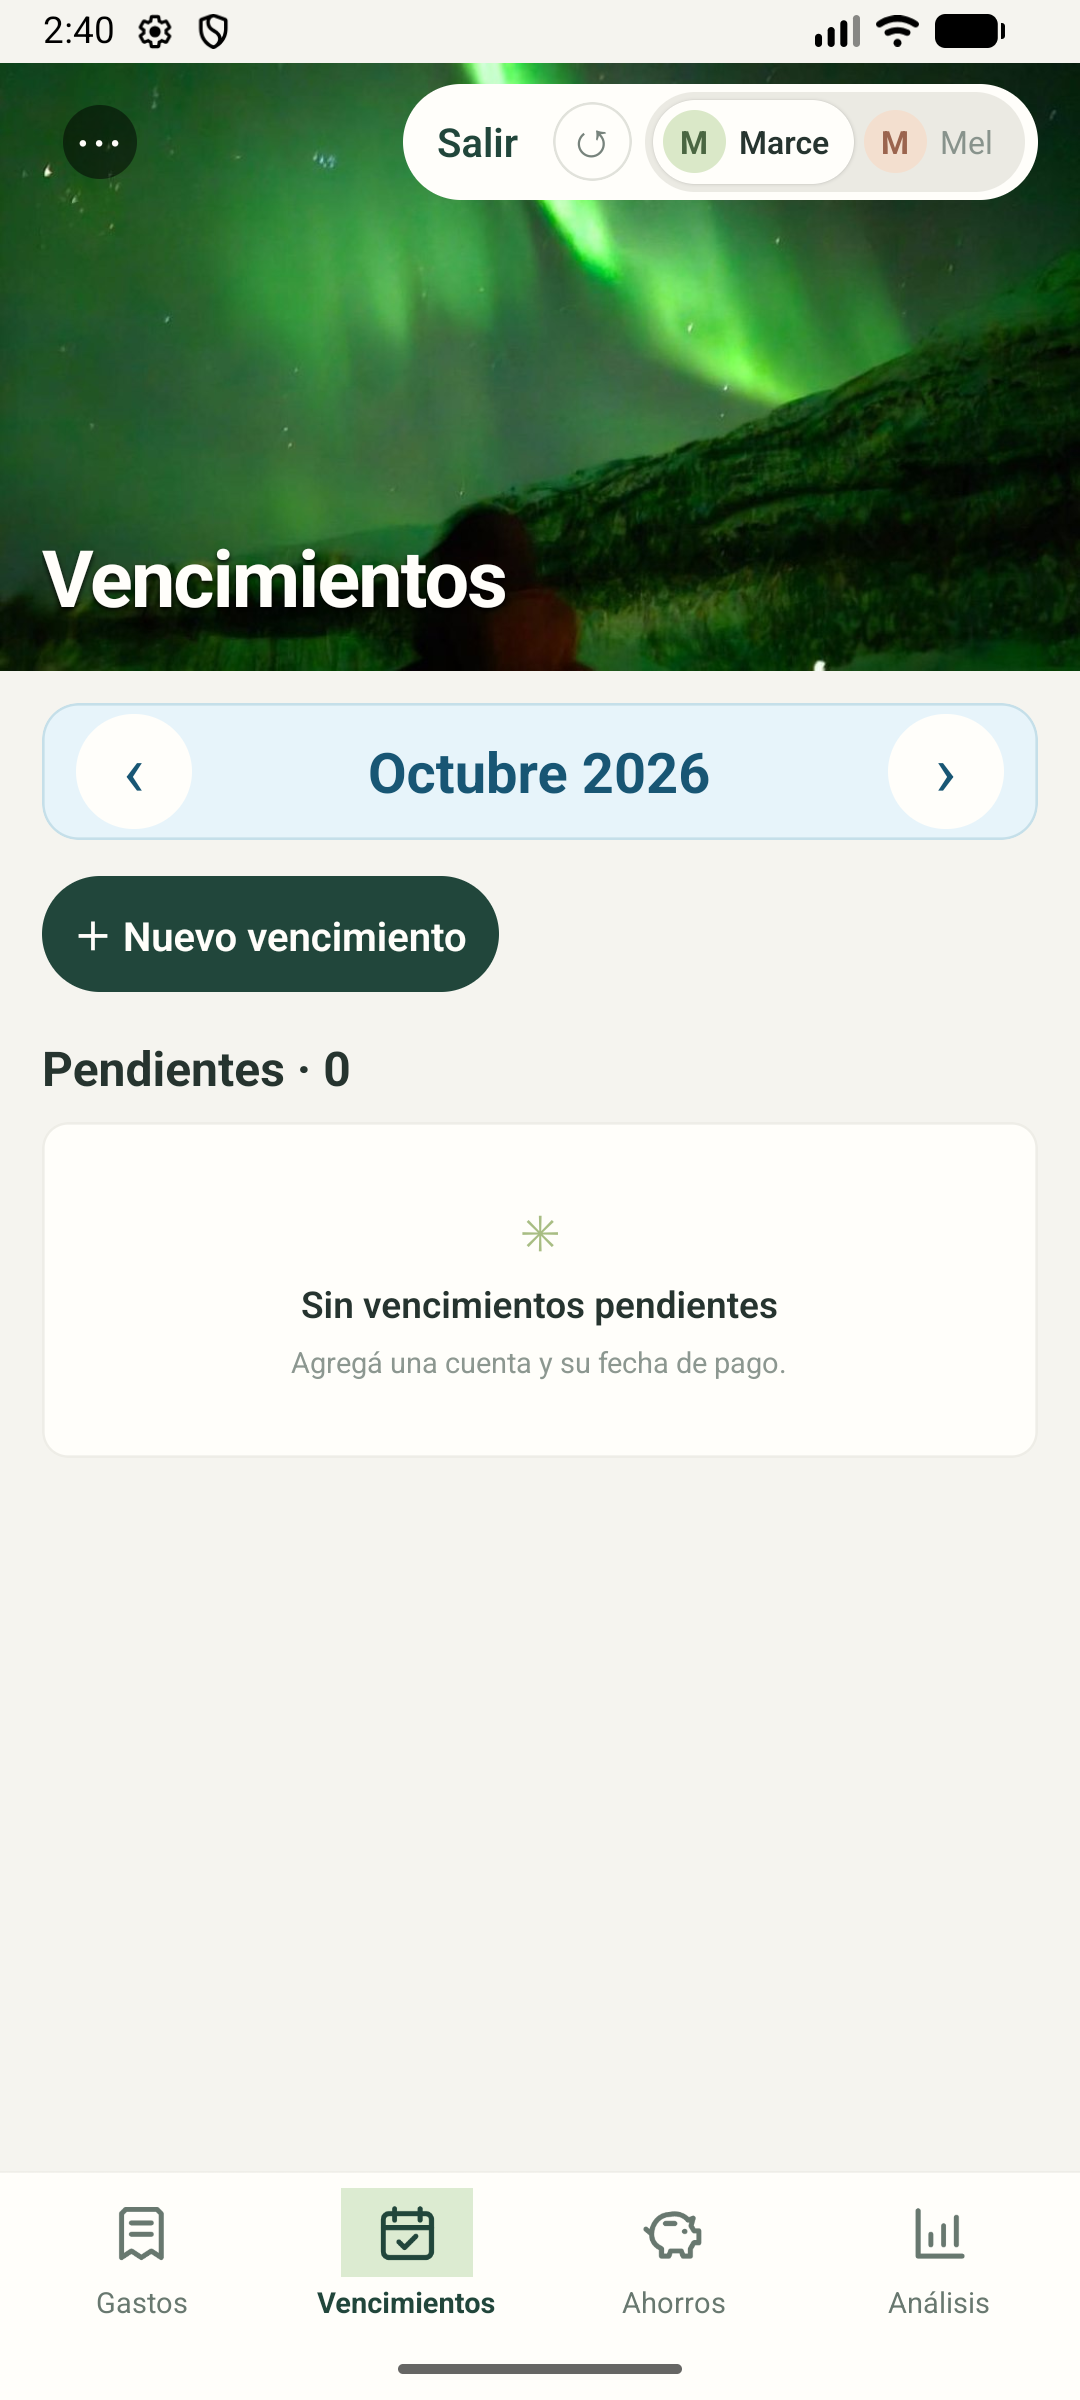 2:40
Salir
M Marce
M Mel
Vencimientos
‹ Octubre 2026 ›
+ Nuevo vencimiento
Pendientes · 0
Sin vencimientos pendientes
Agregá una cuenta y su fecha de pago.
Gastos
Vencimientos
Ahorros
Análisis